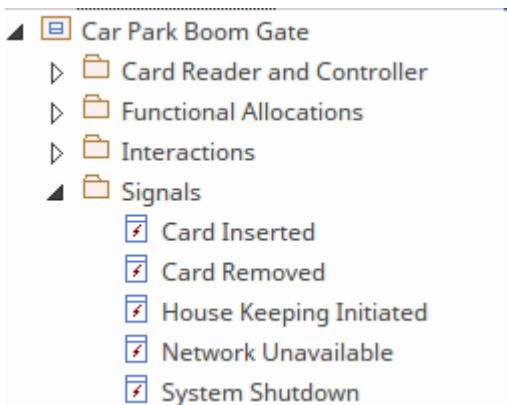 Car Park Boom Gate
Card Reader and Controller
Functional Allocations
Interactions
Signals
Card Inserted
Card Removed
House Keeping Initiated
Network Unavailable
System Shutdown